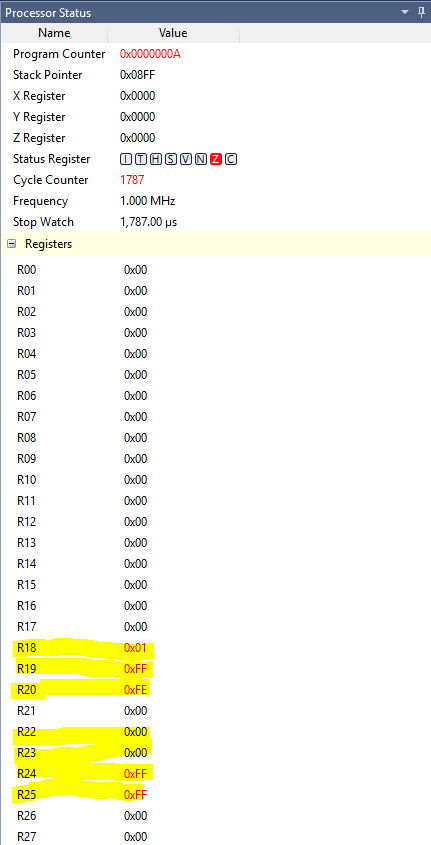 Processor Status
Name Value
Program Counter 0x0000000A
Stack Pointer 0x08FF
X Register 0x0000
Y Register 0x0000
Z Register 0x0000
Status Register I T H S V N Z C
Cycle Counter 1787
Frequency 1.000 MHz
Stop Watch 1,787.00 µs
Registers
R00 0x00
R01 0x00
R02 0x00
R03 0x00
R04 0x00
R05 0x00
R06 0x00
R07 0x00
R08 0x00
R09 0x00
R10 0x00
R11 0x00
R12 0x00
R13 0x00
R14 0x00
R15 0x00
R16 0x00
R17 0x00
R18 0x01
R19 0xFF
R20 0xFE
R21 0x00
R22 0x00
R23 0x00
R24 0xFF
R25 0xFF
R26 0x00
R27 0x00